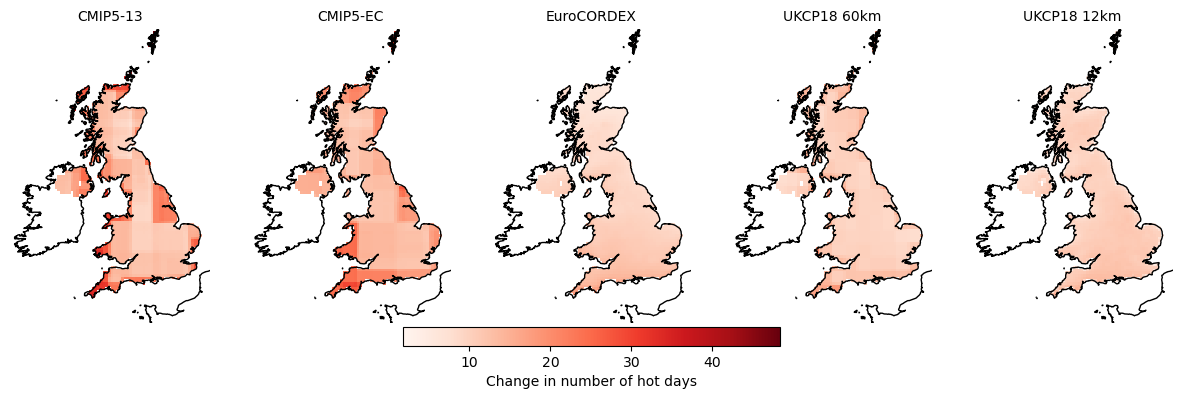 CMIP5-13 CMIP5-EC EuroCORDEX UKCP18 60km UKCP18 12km
10 20 30 40
Change in number of hot days